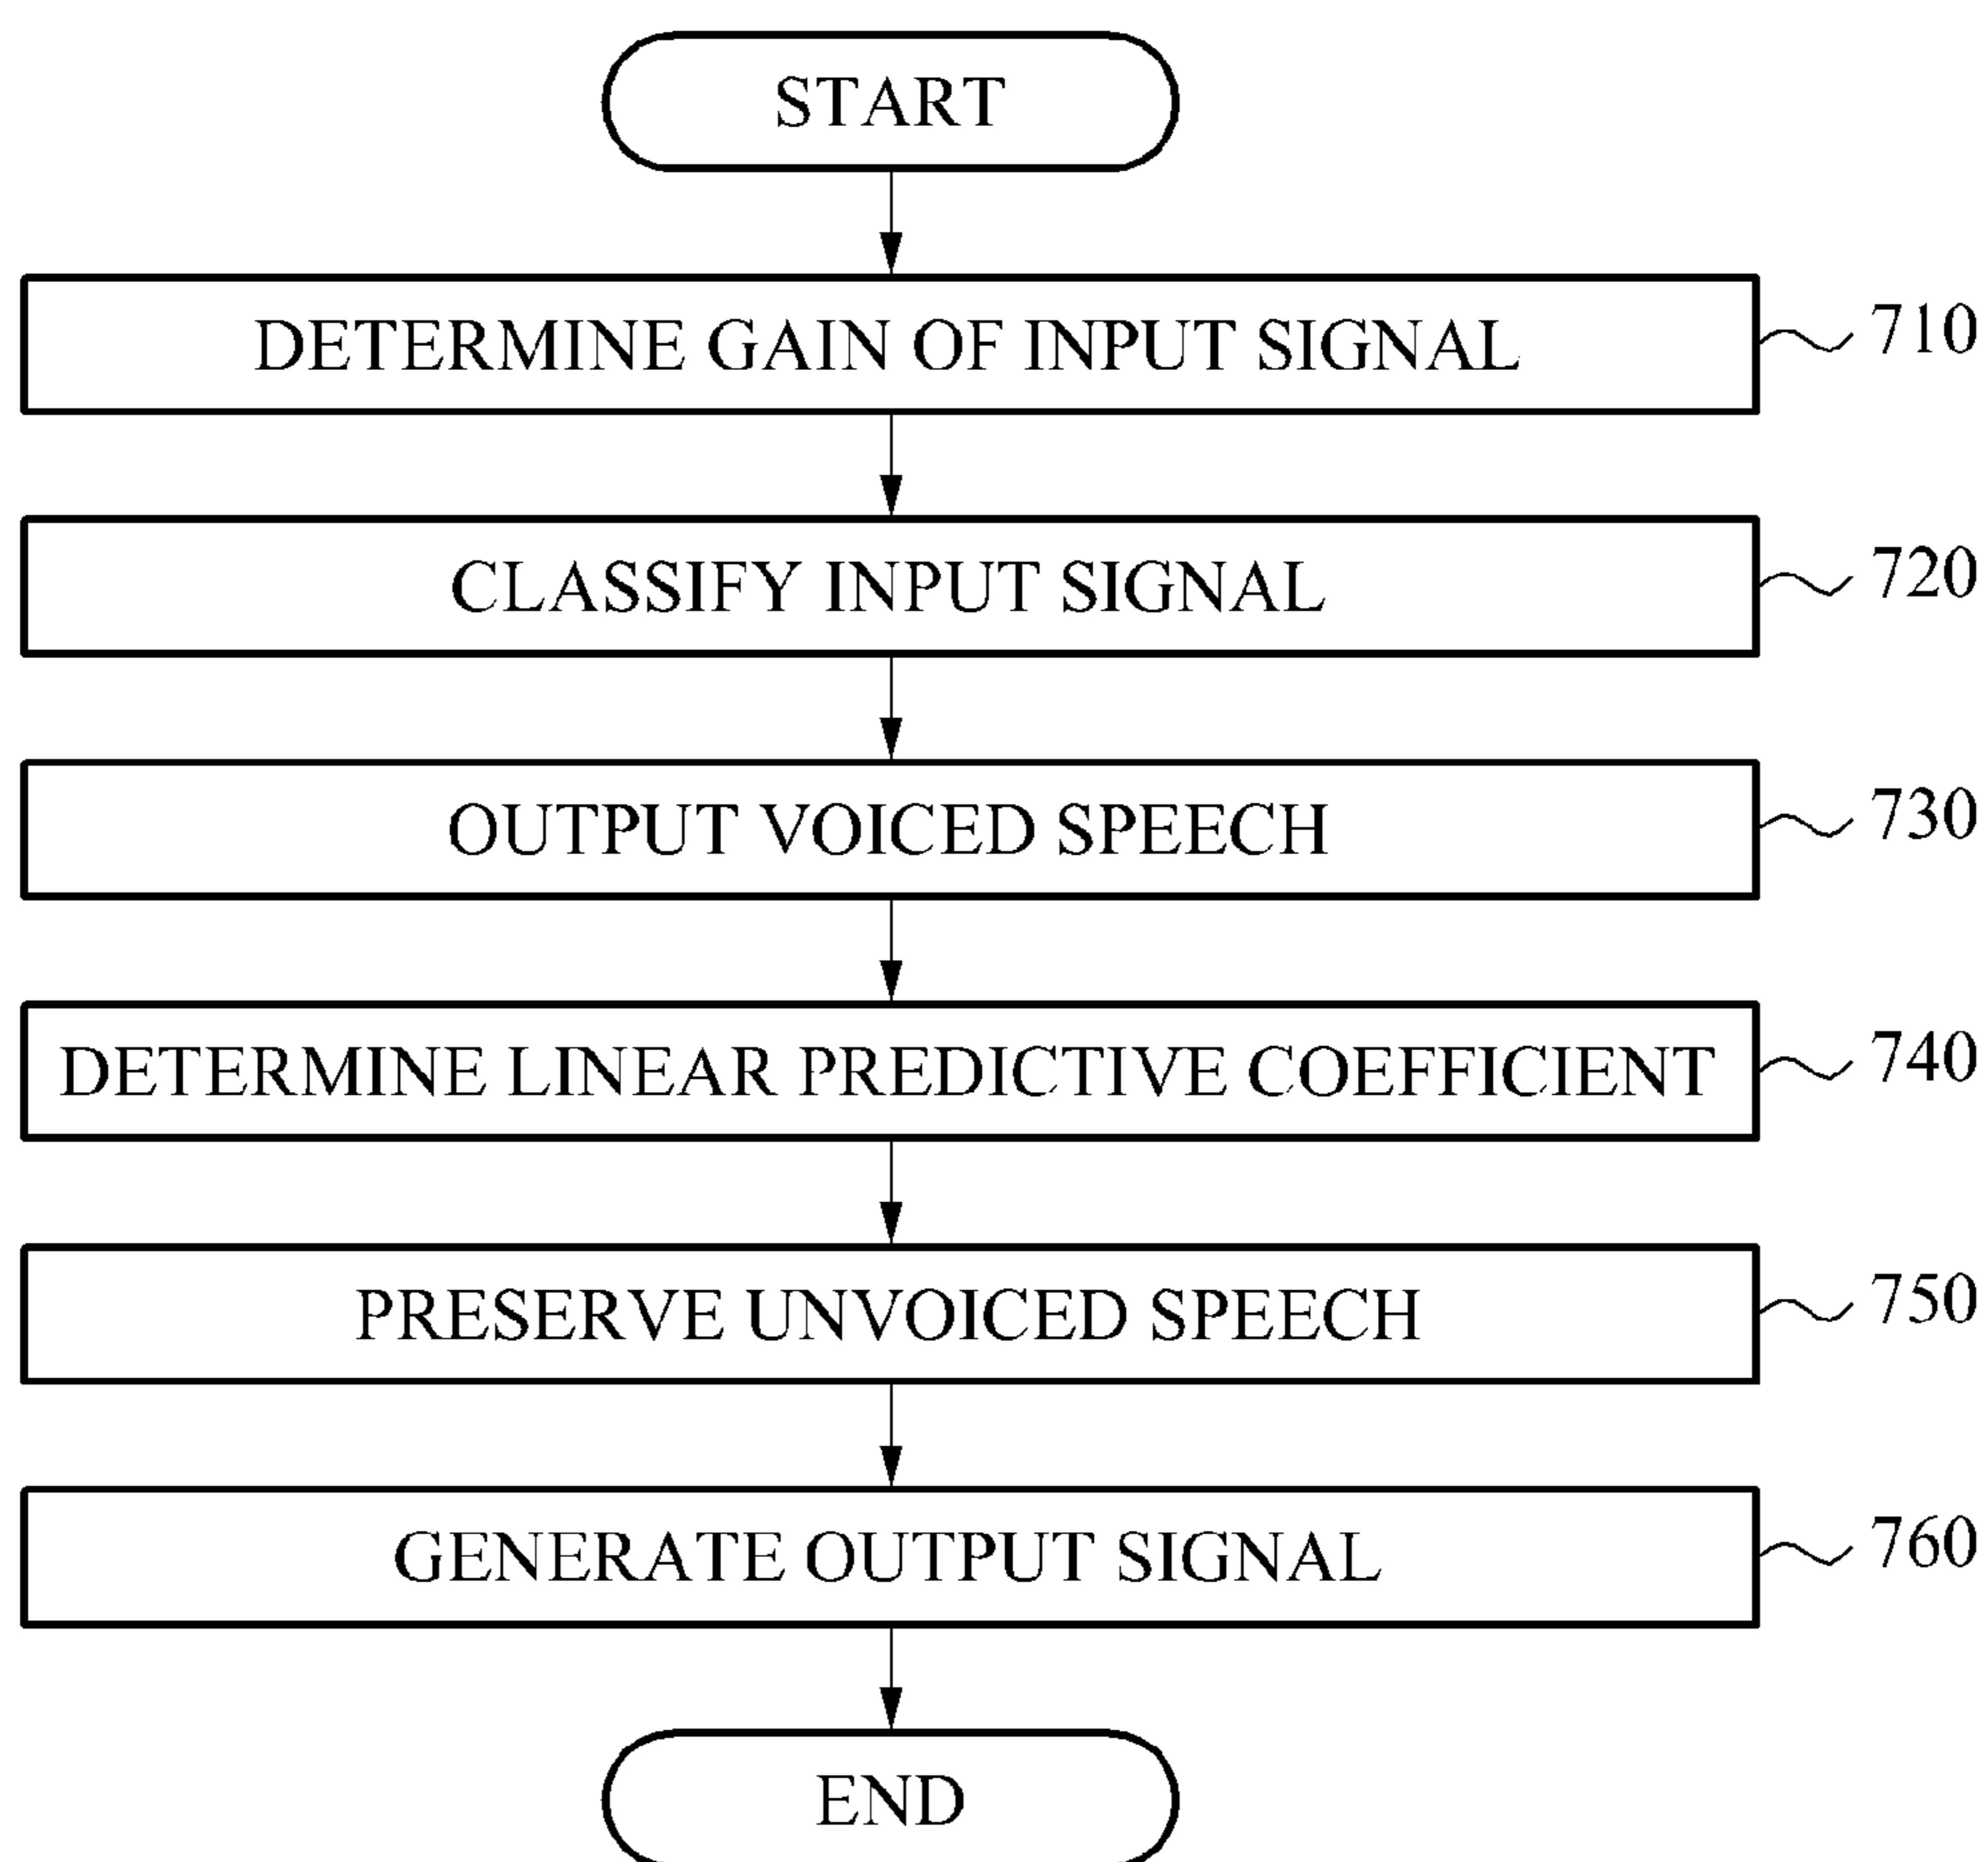 START
DETERMINE GAIN OF INPUT SIGNAL 710
CLASSIFY INPUT SIGNAL 720
OUTPUT VOICED SPEECH 730
DETERMINE LINEAR PREDICTIVE COEFFICIENT 740
PRESERVE UNVOICED SPEECH 750
GENERATE OUTPUT SIGNAL 760
END